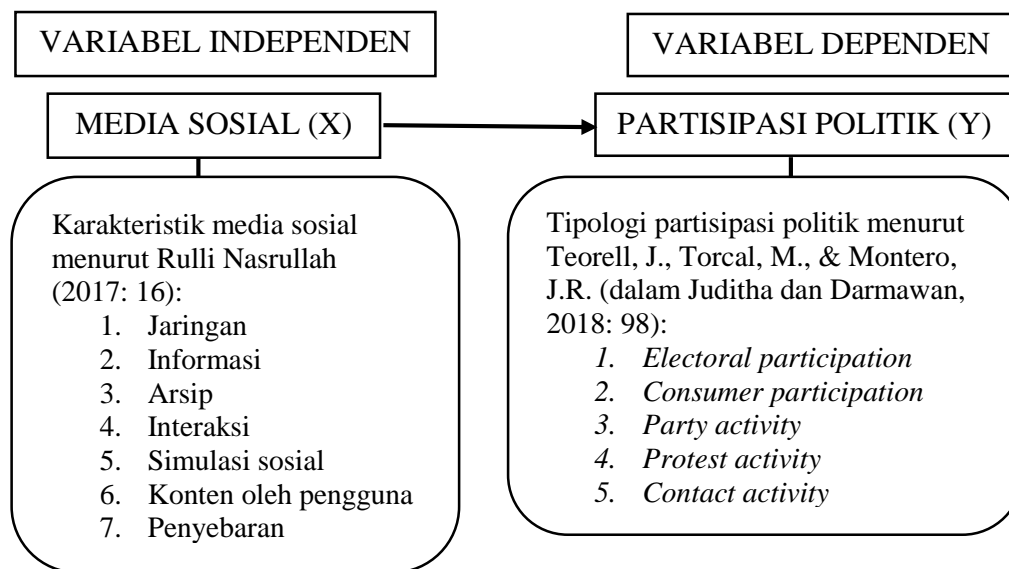 VARIABEL INDEPENDEN
VARIABEL DEPENDEN
MEDIA SOSIAL (X)
PARTISIPASI POLITIK (Y)
Karakteristik media sosial
menurut Rulli Nasrullah
(2017: 16):
1. Jaringan
2. Informasi
3. Arsip
4. Interaksi
5. Simulasi sosial
6. Konten oleh pengguna
7. Penyebaran
Tipologi partisipasi politik menurut
Teorell, J., Torcal, M., & Montero,
J.R. (dalam Juditha dan Darmawan,
2018: 98):
1. Electoral participation
2. Consumer participation
3. Party activity
4. Protest activity
5. Contact activity